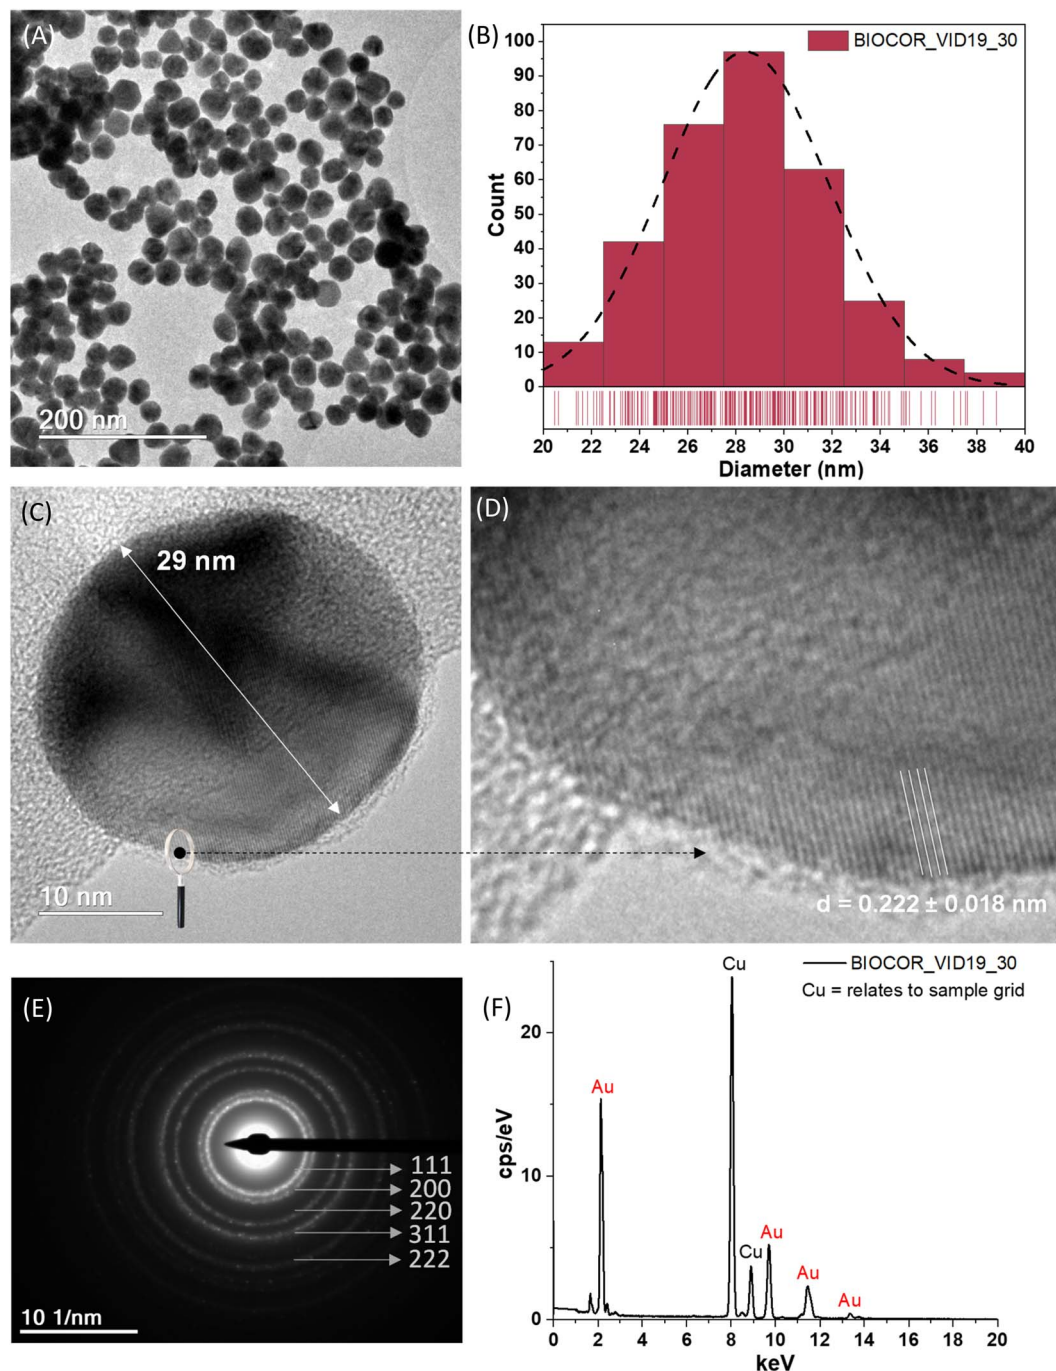 (A)
200 nm
(B)
BIOCOR_VID19_30
100
90
80
70
60
50
40
30
20
10
0
Count
20 22 24 26 28 30 32 34 36 38 40
Diameter (nm)
(C)
29 nm
10 nm
(D)
d = 0.222 ± 0.018 nm
(E)
111
200
220
311
222
10 1/nm
(F)
BIOCOR_VID19_30
Cu = relates to sample grid
Cu
Au
Cu
Au
Au
Au
20
10
0
cps/eV
0 2 4 6 8 10 12 14 16 18 20
keV